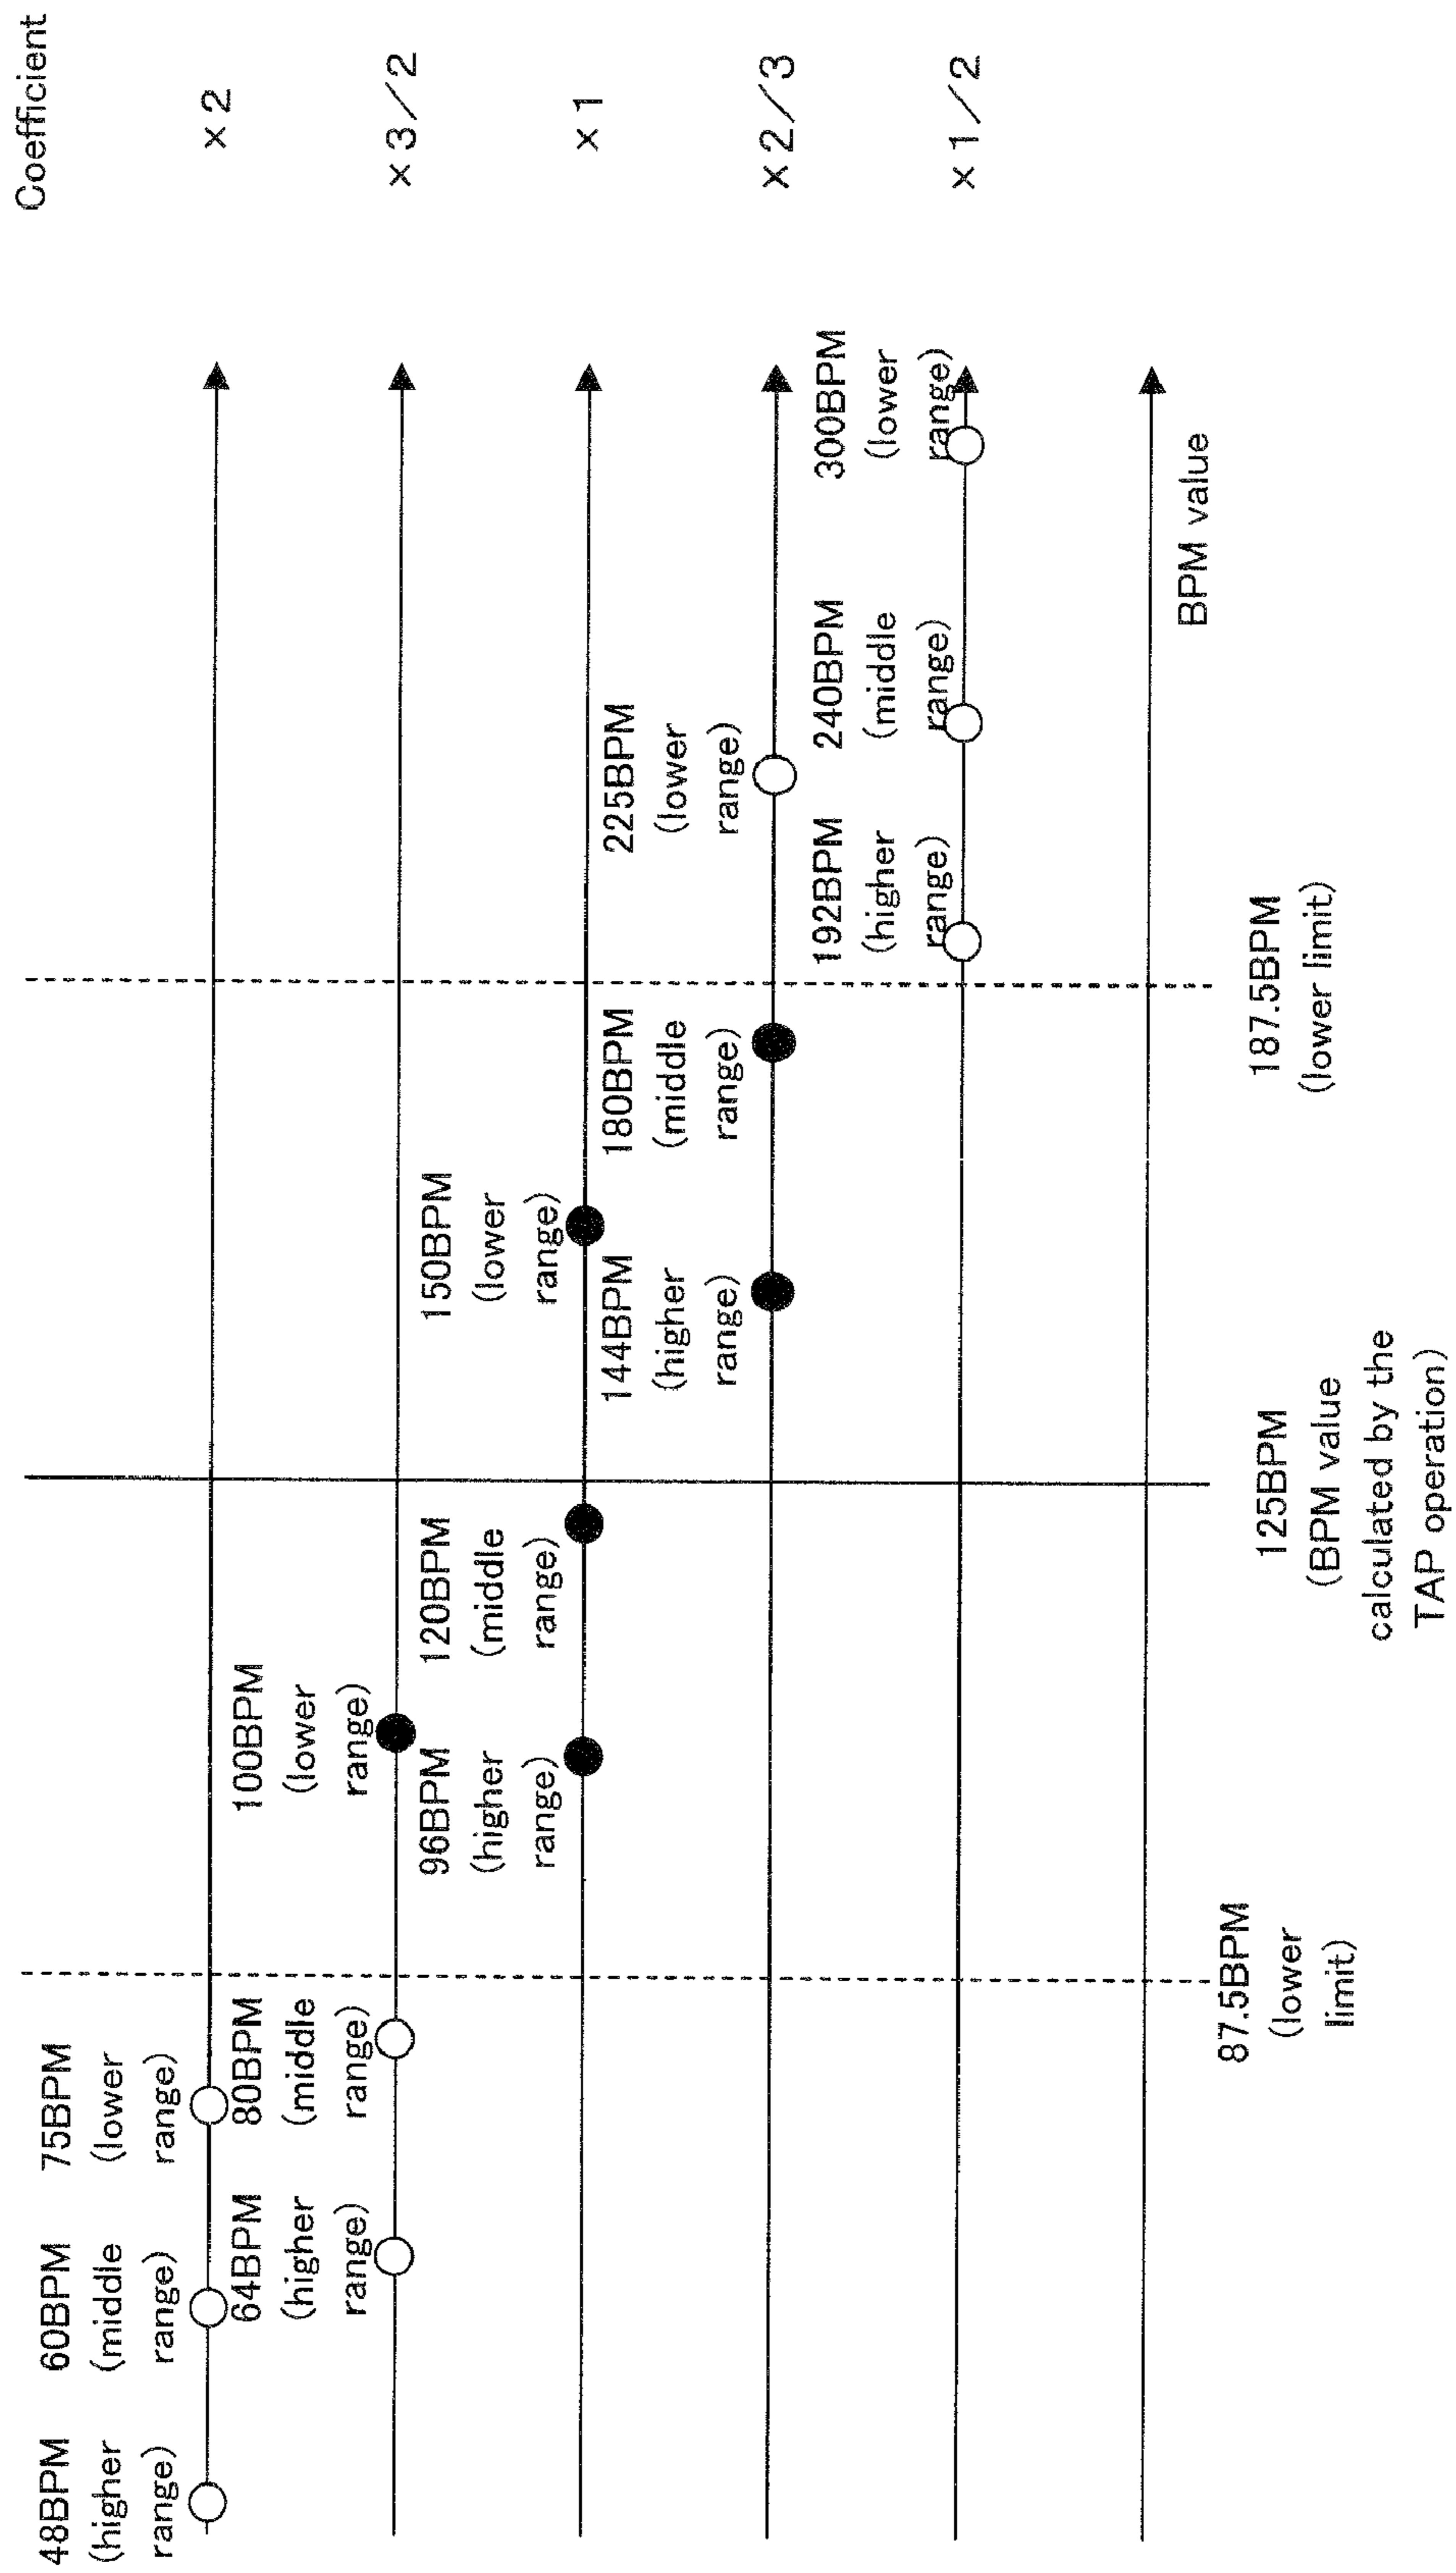 Coefficient
48BPM
(higher
range)
60BPM
(middle
range)
75BPM
(lower
range)
×2
64BPM
(higher
range)
80BPM
(middle
range)
100BPM
(lower
range)
×3/2
96BPM
(higher
range)
120BPM
(middle
range)
150BPM
(lower
range)
×1
144BPM
(higher
range)
180BPM
(middle
range)
225BPM
(lower
range)
×2/3
192BPM
(higher
range)
240BPM
(middle
range)
300BPM
(lower
range)
×1/2
BPM value
87.5BPM
(lower
limit)
125BPM
(BPM value
calculated by the
TAP operation)
187.5BPM
(lower limit)